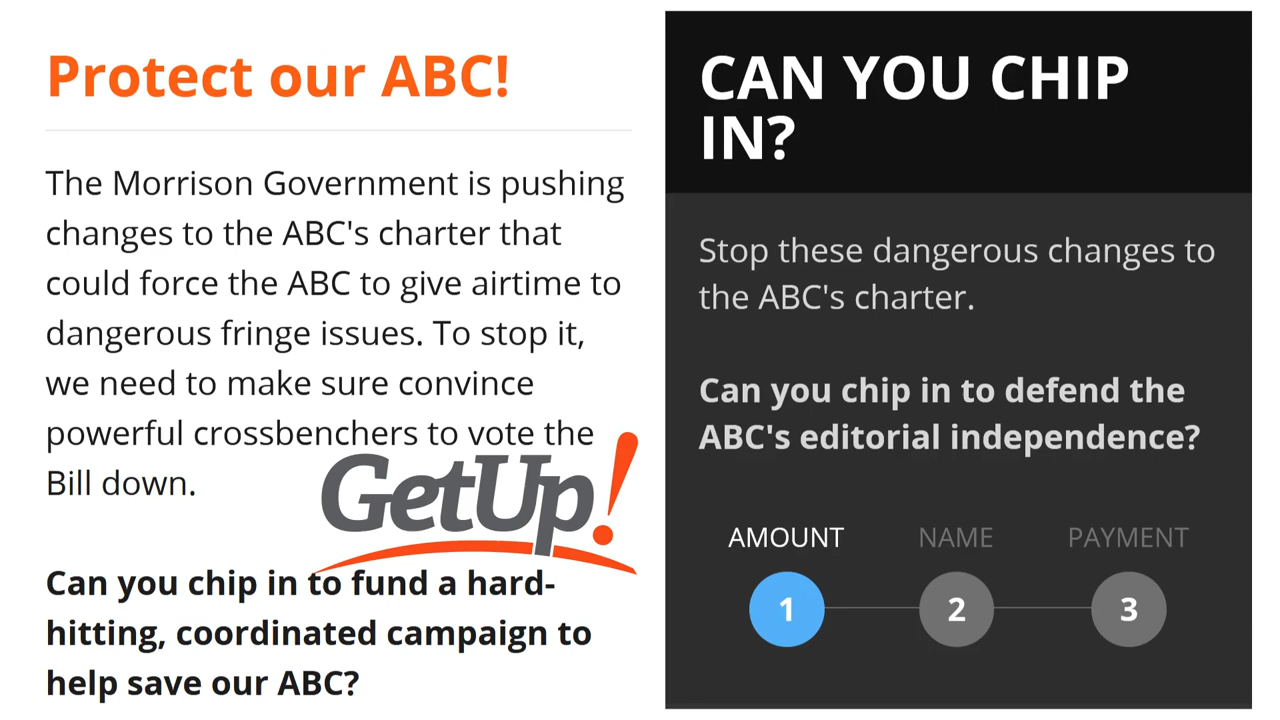 Protect our ABC!
The Morrison Government is pushing
changes to the ABC's charter that
could force the ABC to give airtime to
dangerous fringe issues. To stop it,
we need to make sure convince
powerful crossbenchers to vote the
Bill down.
GetUp!
Can you chip in to fund a hard-
hitting, coordinated campaign to
help save our ABC?
CAN YOU CHIP
IN?
Stop these dangerous changes to
the ABC's charter.
Can you chip in to defend the
ABC's editorial independence?
AMOUNT NAME PAYMENT
1 2 3